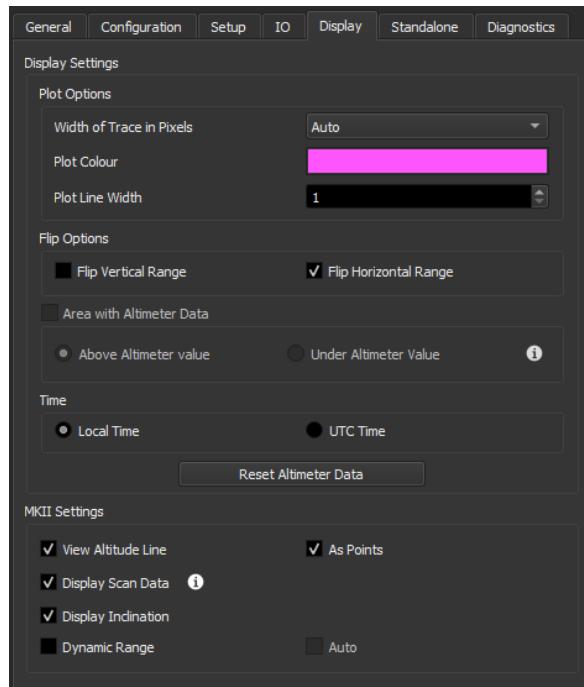 General Configuration Setup IO Display Standalone Diagnostics
Display Settings
Plot Options
Width of Trace in Pixels Auto
Plot Colour
Plot Line Width 1
Flip Options
Flip Vertical Range Flip Horizontal Range
Area with Altimeter Data
Above Altimeter value Under Altimeter Value
Time
Local Time UTC Time
Reset Altimeter Data
MKII Settings
View Altitude Line As Points
Display Scan Data
Display Inclination
Dynamic Range Auto